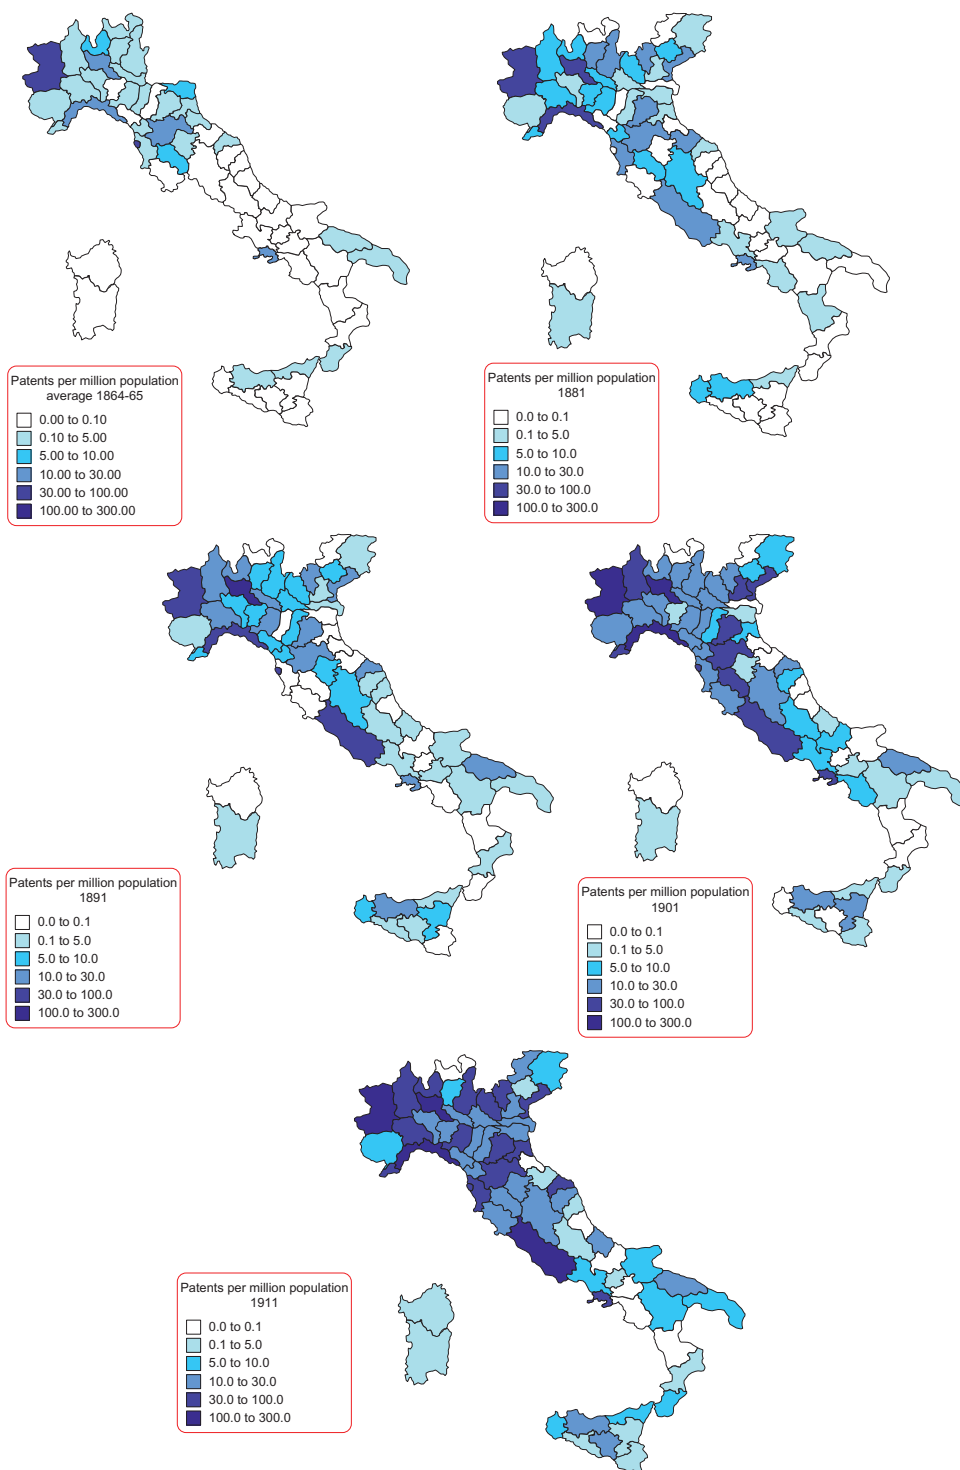 Patents per million population
average 1864-65
0.00 to 0.10
0.10 to 5.00
5.00 to 10.00
10.00 to 30.00
30.00 to 100.00
100.00 to 300.00
Patents per million population
1881
0.0 to 0.1
0.1 to 5.0
5.0 to 10.0
10.0 to 30.0
30.0 to 100.0
100.0 to 300.0
Patents per million population
1891
0.0 to 0.1
0.1 to 5.0
5.0 to 10.0
10.0 to 30.0
30.0 to 100.0
100.0 to 300.0
Patents per million population
1901
0.0 to 0.1
0.1 to 5.0
5.0 to 10.0
10.0 to 30.0
30.0 to 100.0
100.0 to 300.0
Patents per million population
1911
0.0 to 0.1
0.1 to 5.0
5.0 to 10.0
10.0 to 30.0
30.0 to 100.0
100.0 to 300.0